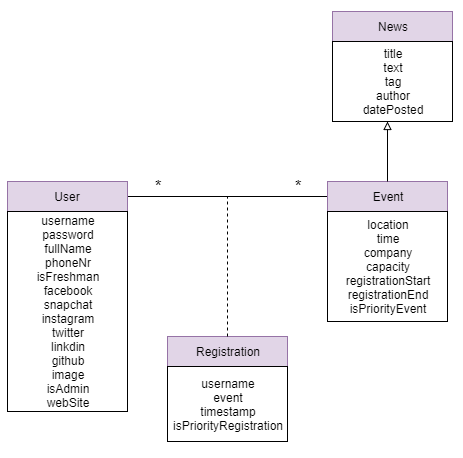 News
title
text
tag
author
datePosted
*
*
User
username
password
fullName
phoneNr
isFreshman
facebook
snapchat
instagram
twitter
linkdin
github
image
isAdmin
webSite
Event
location
time
company
capacity
registrationStart
registrationEnd
isPriorityEvent
Registration
username
event
timestamp
isPriorityRegistration